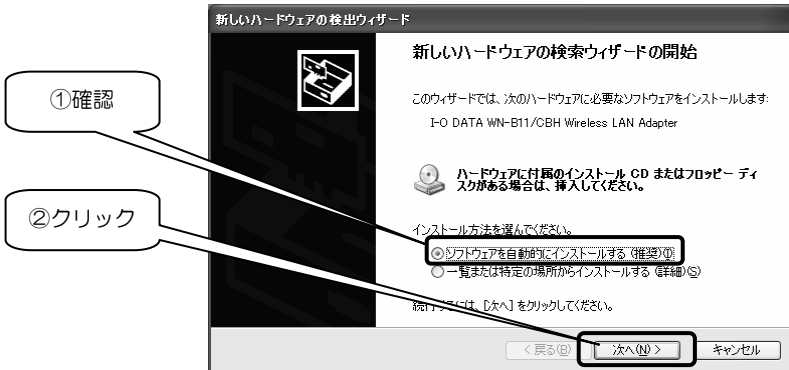 新しいハードウェアの検出ウィザード
新しいハードウェアの検索ウィザードの開始
①確認
このウィザードでは、次のハードウェアに必要なソフトウェアをインストールします:
I-O DATA WN-B11/CBH Wireless LAN Adapter
ハードウェアに付属のインストール CD またはフロッピー ディ
スクがある場合は、挿入してください。
②クリック
インストール方法を選んでください。
ソフトウェアを自動的にインストールする (推奨)(I)
一覧または特定の場所からインストールする (詳細)(S)
続行するには、[次へ] をクリックしてください。
< 戻る(B)
次へ(N) >
キャンセル